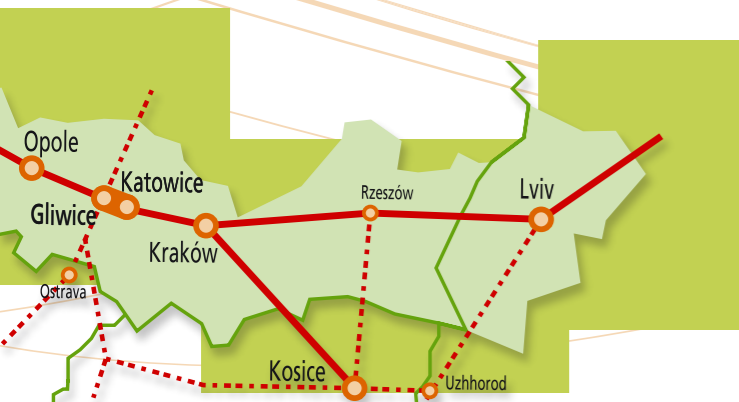 Opole
Katowice
Gliwice
Rzeszów
Lviv
Kraków
Ostrava
Kosice
Uzhhorod